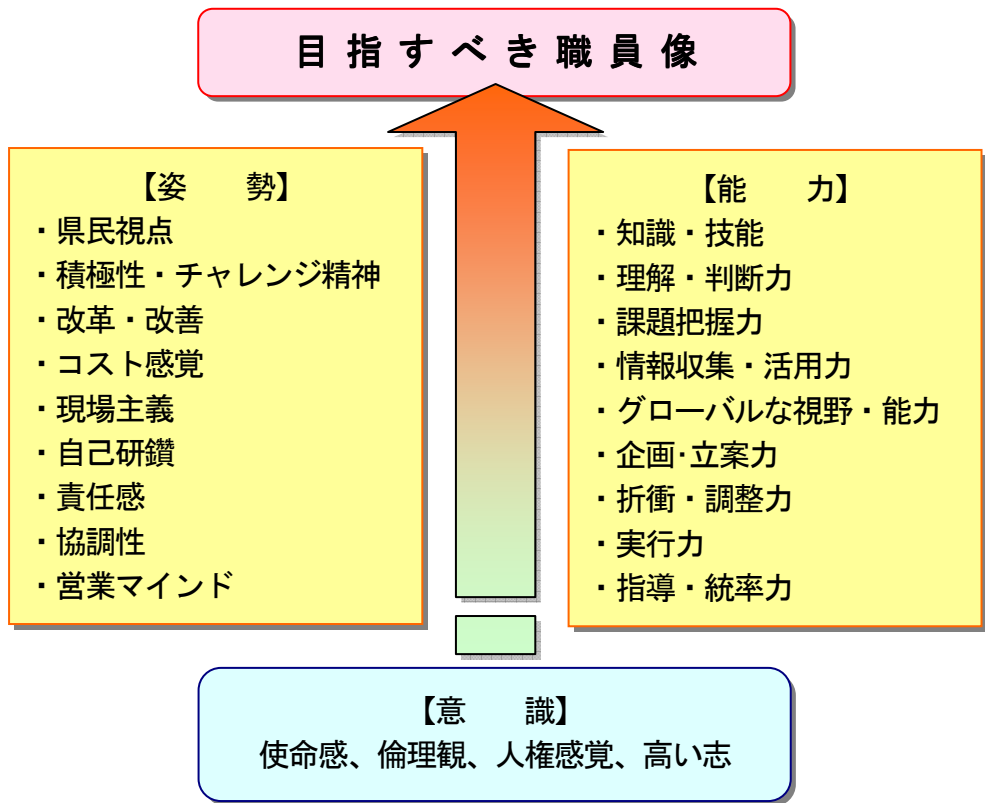 目指すべき職員像
【姿　　勢】
・県民視点
・積極性・チャレンジ精神
・改革・改善
・コスト感覚
・現場主義
・自己研鑽
・責任感
・協調性
・営業マインド
【能　　力】
・知識・技能
・理解・判断力
・課題把握力
・情報収集・活用力
・グローバルな視野・能力
・企画･立案力
・折衝・調整力
・実行力
・指導・統率力
【意　　識】
使命感、倫理観、人権感覚、高い志